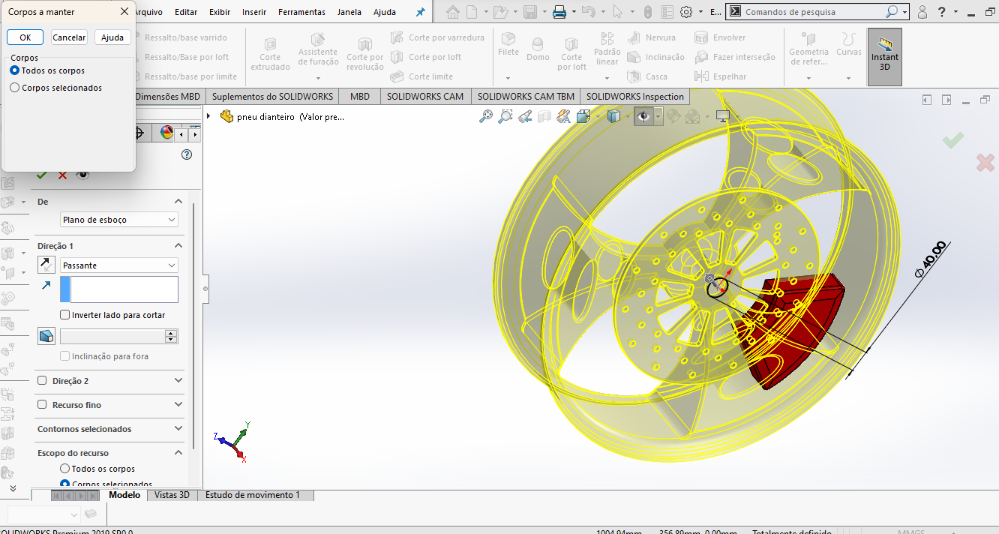 Corpos a manter
OK
Cancelar
Ajuda
Corpos
Todos os corpos
Corpos selecionados
rquivo
Editar
Exibir
Inserir
Ferramentas
Janela
Ajuda
E...
Comandos de pesquisa
?
Ressalto/base varrido
Ressalto/Base por loft
Ressalto/base por limite
Corte
extrudado
Assistente
de furação
Corte por
revolução
Corte por varredura
Corte por loft
Corte limite
Filete
Domo
Corte
por loft
Padrão
linear
Nervura
Inclinação
Casca
Envolver
Fazer interseção
Espelhar
Geometria
de refer...
Curvas
Instant
3D
Dimensões MBD
Suplementos do SOLIDWORKS
MBD
SOLIDWORKS CAM
SOLIDWORKS CAM TBM
SOLIDWORKS Inspection
pneu dianteiro (Valor pre...
De
Plano de esboço
Direção 1
Passante
Inverter lado para cortar
Inclinação para fora
Direção 2
Recurso fino
Contornos selecionados
Escopo do recurso
Todos os corpos
Corpos selecionados
Ø 40,00
Y
Z
X
Modelo
Vistas 3D
Estudo de movimento 1
SOLIDWORKS Premium 2019 SP0.0
1004.94mm
256.89mm
0.00mm
Totalmente definido
MMGS